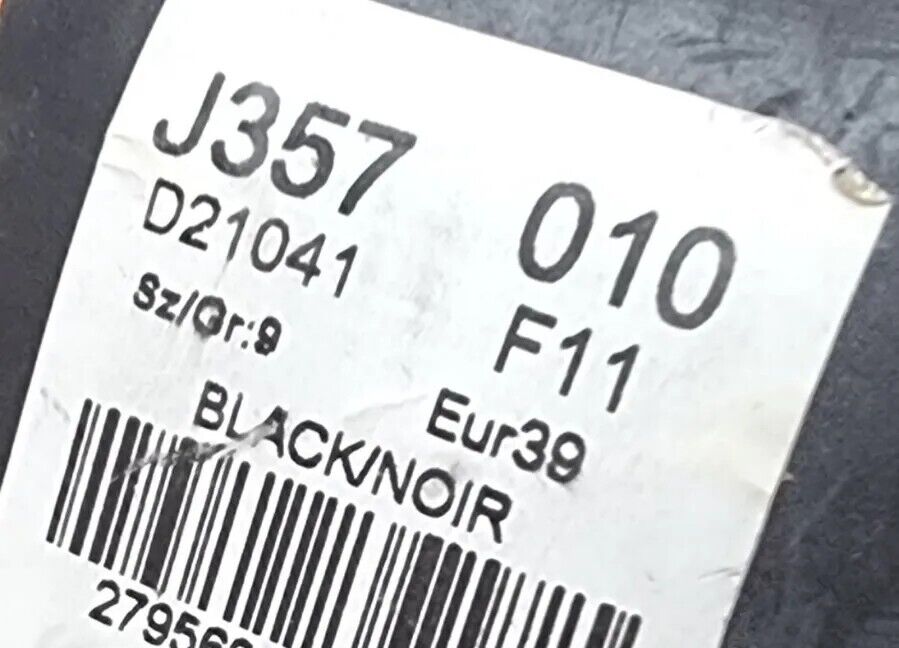 J357 010
D21041 F11
Sz/Gr:9 Eur39
BLACK/NOIR